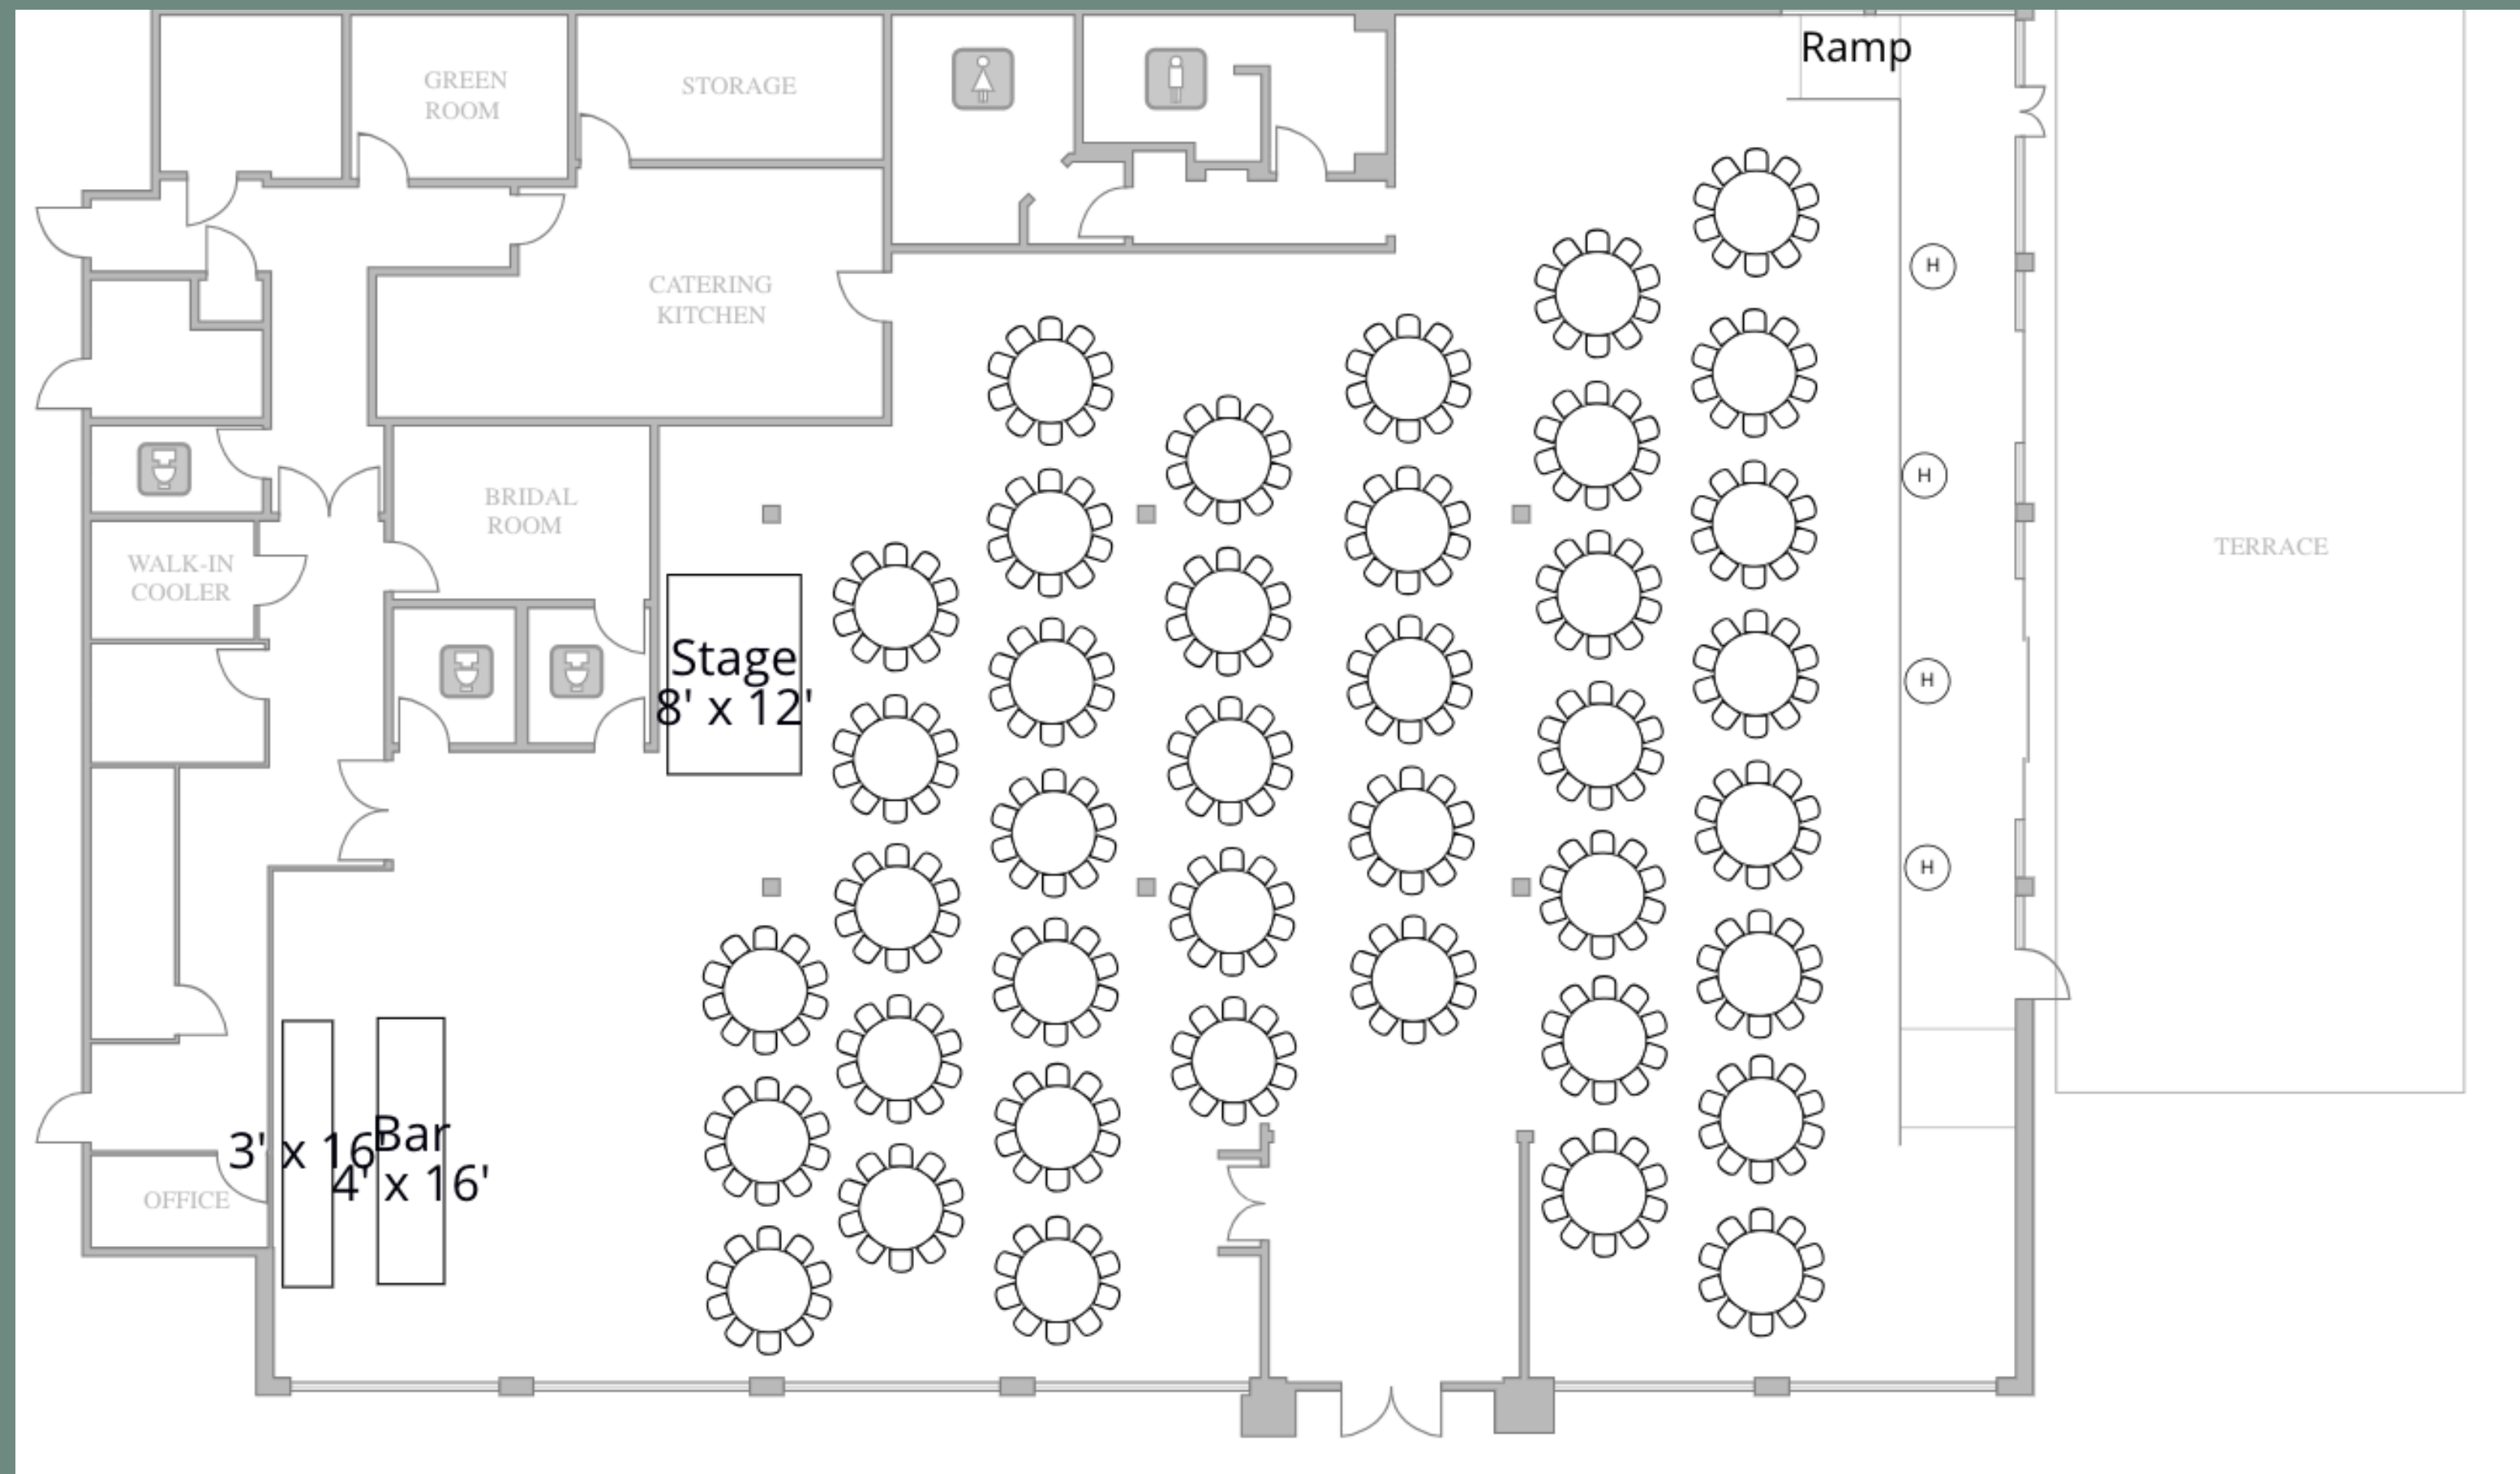 Ramp
GREEN
ROOM
STORAGE
CATERING
KITCHEN
H
BRIDAL
ROOM
H
WALK-IN
COOLER
TERRACE
Stage
8' x 12'
H
H
3' x 16'
Bar
4' x 16'
OFFICE